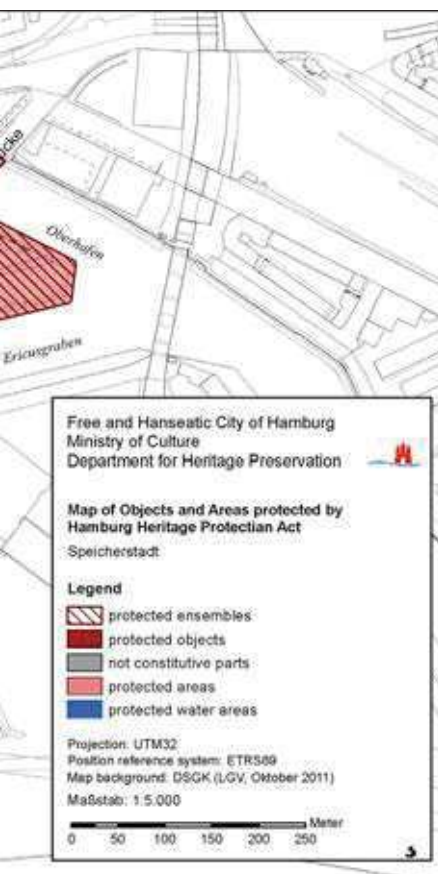 Oberhafen
Ericusgraben
Free and Hanseatic City of Hamburg
Ministry of Culture
Department for Heritage Preservation
Map of Objects and Areas protected by
Hamburg Heritage Protectian Act
Speicherstadt
Legend
protected ensembles
protected objects
not constitutive parts
protected areas
protected water areas
Projection: UTM32
Position reference system: ETRS89
Map background: DSGK (LGV, Oktober 2011)
Maßstab: 1:5.000
Meter
0 50 100 150 200 250